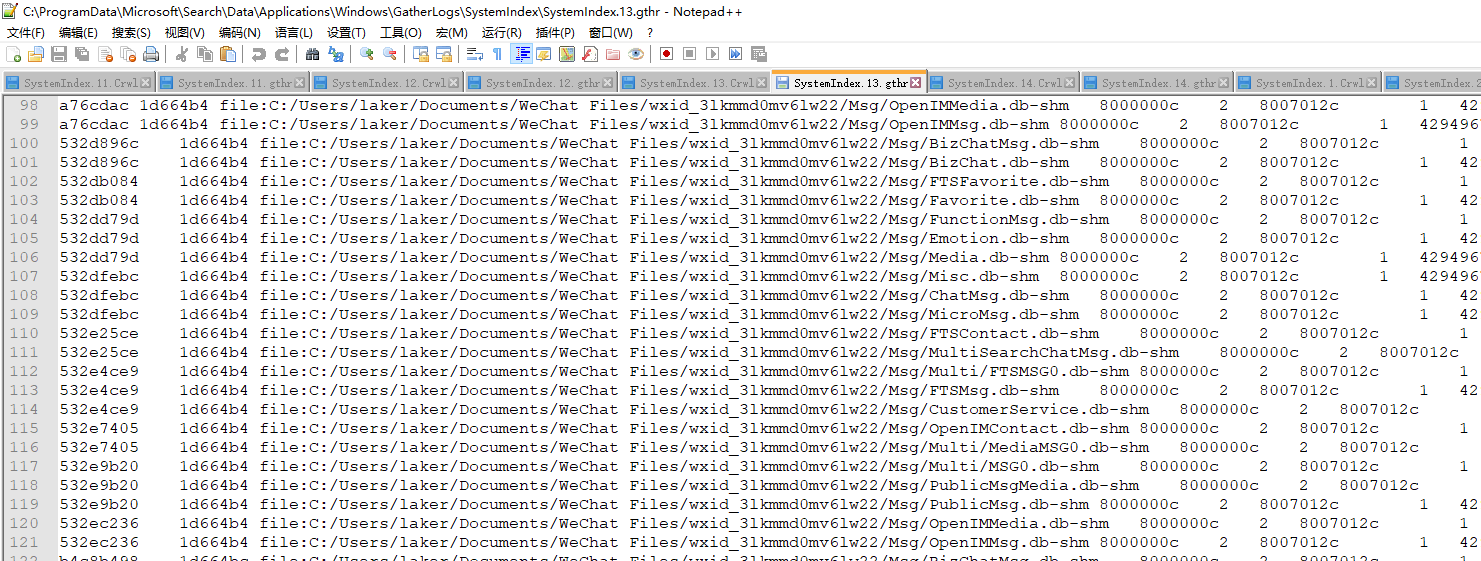 C:\ProgramData\Microsoft\Search\Data\Applications\Windows\GatherLogs\SystemIndex\SystemIndex.13.gthr - Notepad++
文件(F) 编辑(E) 搜索(S) 视图(V) 编码(N) 语言(L) 设置(T) 工具(O) 宏(M) 运行(R) 插件(P) 窗口(W) ?
SystemIndex.11.Crwl SystemIndex.11.gthr SystemIndex.12.Crwl SystemIndex.12.gthr SystemIndex.13.Crwl SystemIndex.13.gthr SystemIndex.14.Crwl SystemIndex.14.gthr SystemIndex.1.Crwl SystemIndex.2
98 a76cdac 1d664b4 file:C:/Users/laker/Documents/WeChat Files/wxid_3lkmmd0mv6lw22/Msg/OpenIMMedia.db-shm 8000000c 2 8007012c 1 42
99 a76cdac 1d664b4 file:C:/Users/laker/Documents/WeChat Files/wxid_3lkmmd0mv6lw22/Msg/OpenIMMsg.db-shm 8000000c 2 8007012c 1 4294967
100 532d896c 1d664b4 file:C:/Users/laker/Documents/WeChat Files/wxid_3lkmmd0mv6lw22/Msg/BizChatMsg.db-shm 8000000c 2 8007012c 1
101 532d896c 1d664b4 file:C:/Users/laker/Documents/WeChat Files/wxid_3lkmmd0mv6lw22/Msg/BizChat.db-shm 8000000c 2 8007012c 1 42
102 532db084 1d664b4 file:C:/Users/laker/Documents/WeChat Files/wxid_3lkmmd0mv6lw22/Msg/FTSFavorite.db-shm 8000000c 2 8007012c 1
103 532db084 1d664b4 file:C:/Users/laker/Documents/WeChat Files/wxid_3lkmmd0mv6lw22/Msg/Favorite.db-shm 8000000c 2 8007012c 1 42
104 532dd79d 1d664b4 file:C:/Users/laker/Documents/WeChat Files/wxid_3lkmmd0mv6lw22/Msg/FunctionMsg.db-shm 8000000c 2 8007012c 1
105 532dd79d 1d664b4 file:C:/Users/laker/Documents/WeChat Files/wxid_3lkmmd0mv6lw22/Msg/Emotion.db-shm 8000000c 2 8007012c 1 42
106 532dd79d 1d664b4 file:C:/Users/laker/Documents/WeChat Files/wxid_3lkmmd0mv6lw22/Msg/Media.db-shm 8000000c 2 8007012c 1 4294967
107 532dfebc 1d664b4 file:C:/Users/laker/Documents/WeChat Files/wxid_3lkmmd0mv6lw22/Msg/Misc.db-shm 8000000c 2 8007012c 1 4294967
108 532dfebc 1d664b4 file:C:/Users/laker/Documents/WeChat Files/wxid_3lkmmd0mv6lw22/Msg/ChatMsg.db-shm 8000000c 2 8007012c 1 42
109 532dfebc 1d664b4 file:C:/Users/laker/Documents/WeChat Files/wxid_3lkmmd0mv6lw22/Msg/MicroMsg.db-shm 8000000c 2 8007012c 1 42
110 532e25ce 1d664b4 file:C:/Users/laker/Documents/WeChat Files/wxid_3lkmmd0mv6lw22/Msg/FTSContact.db-shm 8000000c 2 8007012c 1
111 532e25ce 1d664b4 file:C:/Users/laker/Documents/WeChat Files/wxid_3lkmmd0mv6lw22/Msg/MultiSearchChatMsg.db-shm 8000000c 2 8007012c
112 532e4ce9 1d664b4 file:C:/Users/laker/Documents/WeChat Files/wxid_3lkmmd0mv6lw22/Msg/Multi/FTSMSG0.db-shm 8000000c 2 8007012c 1
113 532e4ce9 1d664b4 file:C:/Users/laker/Documents/WeChat Files/wxid_3lkmmd0mv6lw22/Msg/FTSMsg.db-shm 8000000c 2 8007012c 1 42
114 532e4ce9 1d664b4 file:C:/Users/laker/Documents/WeChat Files/wxid_3lkmmd0mv6lw22/Msg/CustomerService.db-shm 8000000c 2 8007012c
115 532e7405 1d664b4 file:C:/Users/laker/Documents/WeChat Files/wxid_3lkmmd0mv6lw22/Msg/OpenIMContact.db-shm 8000000c 2 8007012c 1
116 532e7405 1d664b4 file:C:/Users/laker/Documents/WeChat Files/wxid_3lkmmd0mv6lw22/Msg/Multi/MediaMSG0.db-shm 8000000c 2 8007012c
117 532e9b20 1d664b4 file:C:/Users/laker/Documents/WeChat Files/wxid_3lkmmd0mv6lw22/Msg/Multi/MSG0.db-shm 8000000c 2 8007012c 1
118 532e9b20 1d664b4 file:C:/Users/laker/Documents/WeChat Files/wxid_3lkmmd0mv6lw22/Msg/PublicMsgMedia.db-shm 8000000c 2 8007012c
119 532e9b20 1d664b4 file:C:/Users/laker/Documents/WeChat Files/wxid_3lkmmd0mv6lw22/Msg/PublicMsg.db-shm 8000000c 2 8007012c 1 42
120 532ec236 1d664b4 file:C:/Users/laker/Documents/WeChat Files/wxid_3lkmmd0mv6lw22/Msg/OpenIMMedia.db-shm 8000000c 2 8007012c 1
121 532ec236 1d664b4 file:C:/Users/laker/Documents/WeChat Files/wxid_3lkmmd0mv6lw22/Msg/OpenIMMsg.db-shm 8000000c 2 8007012c 1 42